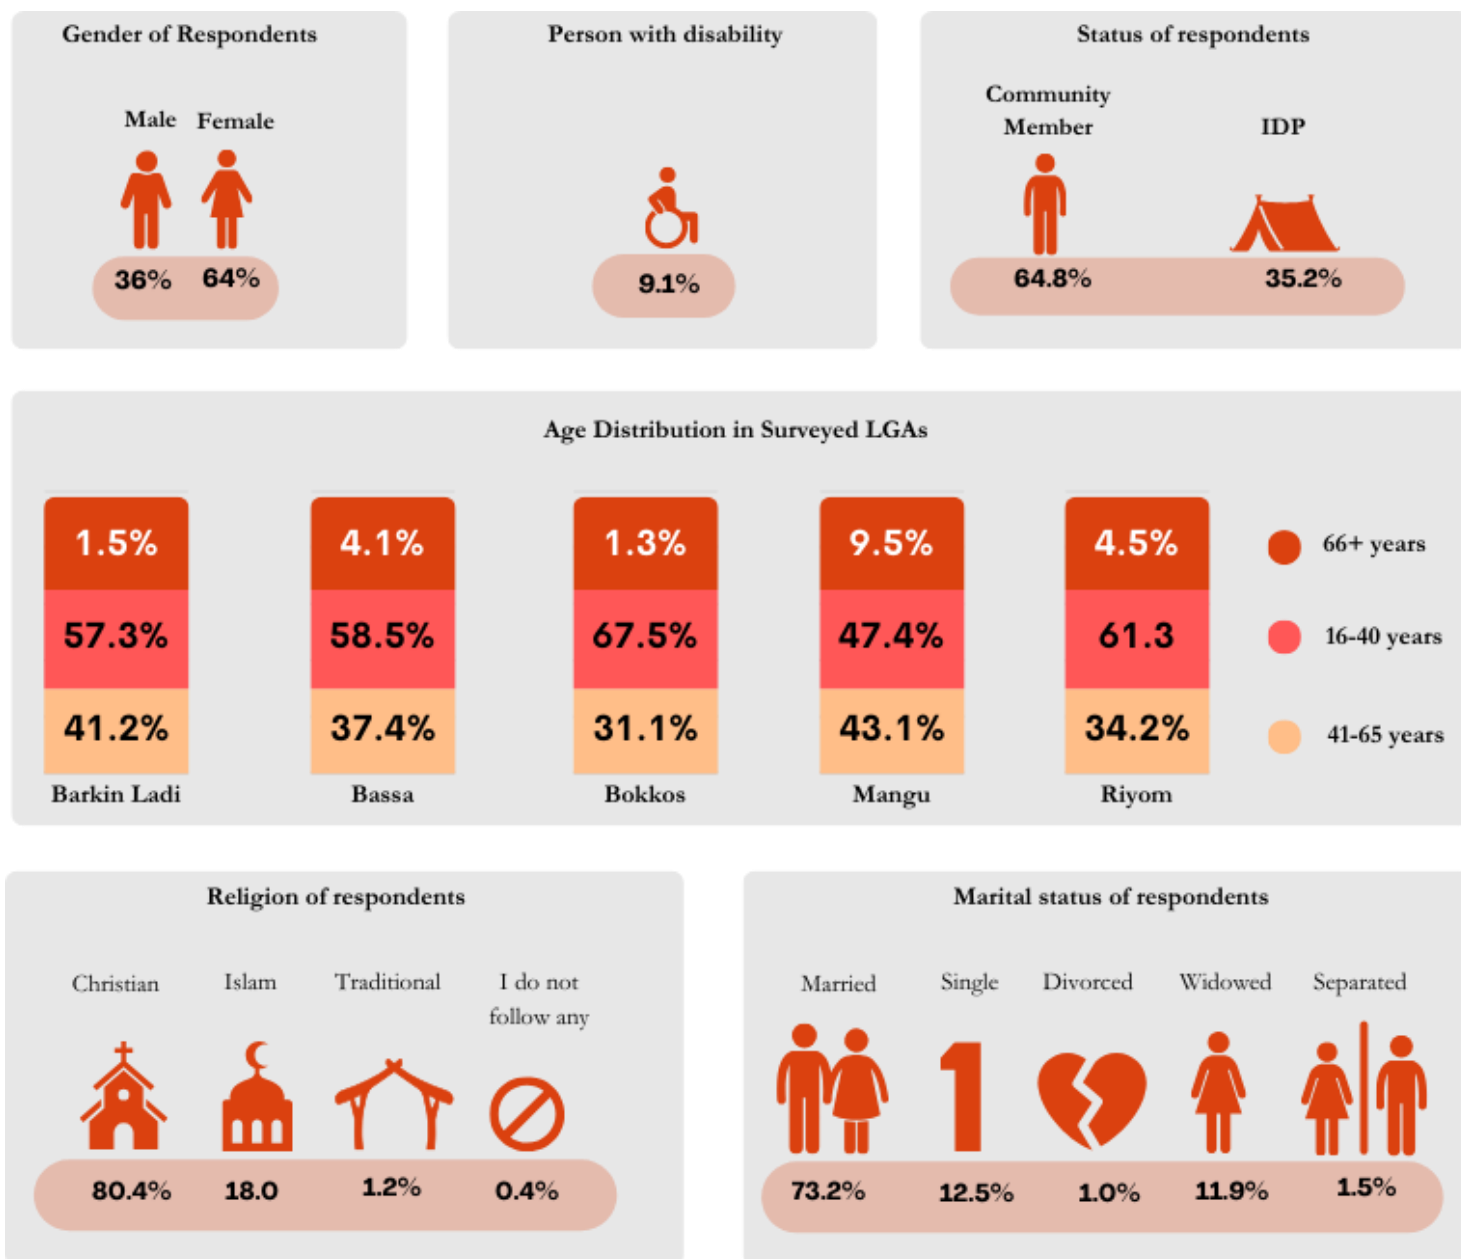 Gender of Respondents
Male Female
36% 64%
Person with disability
9.1%
Status of respondents
Community
Member
IDP
64.8% 35.2%
Age Distribution in Surveyed LGAs
1.5% 4.1% 1.3% 9.5% 4.5% 66+ years
57.3% 58.5% 67.5% 47.4% 61.3 16-40 years
41.2% 37.4% 31.1% 43.1% 34.2% 41-65 years
Barkin Ladi Bassa Bokkos Mangu Riyom
Religion of respondents
Christian Islam Traditional I do not
follow any
80.4% 18.0 1.2% 0.4%
Marital status of respondents
Married Single Divorced Widowed Separated
1
73.2% 12.5% 1.0% 11.9% 1.5%